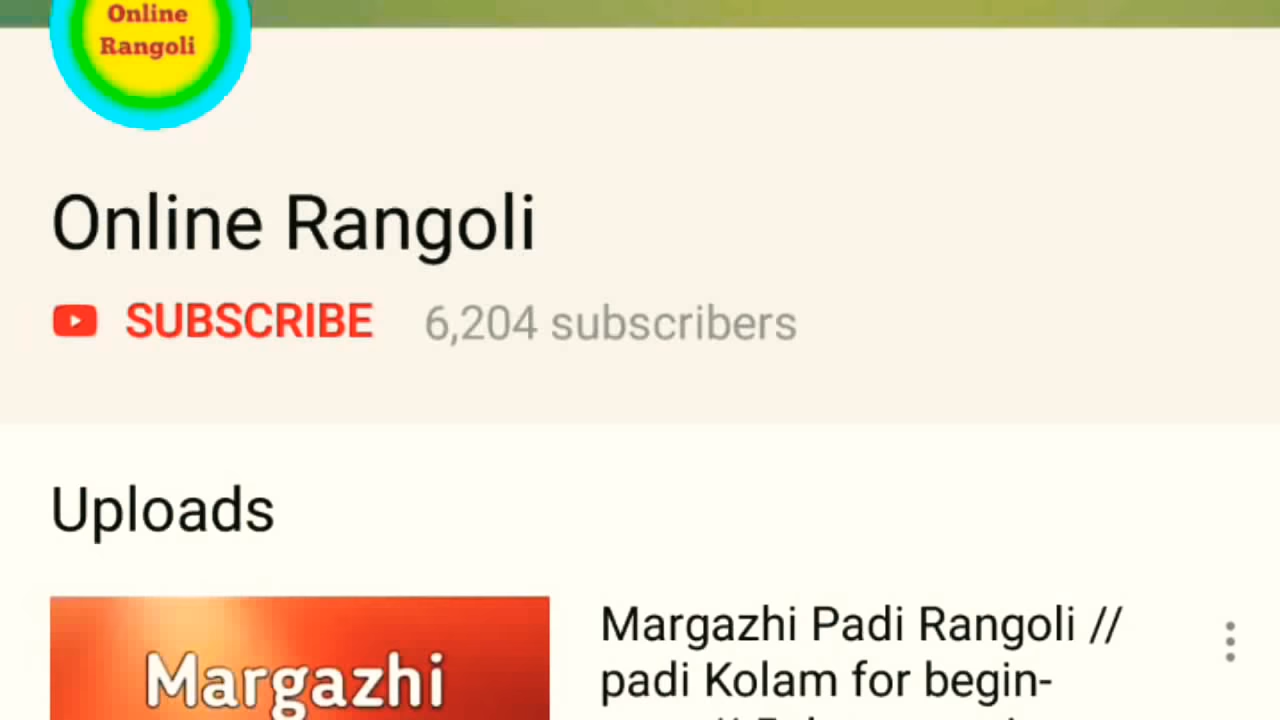 Online
Rangoli
Online Rangoli
SUBSCRIBE 6,204 subscribers
Uploads
Margazhi
Margazhi Padi Rangoli //
padi Kolam for begin-